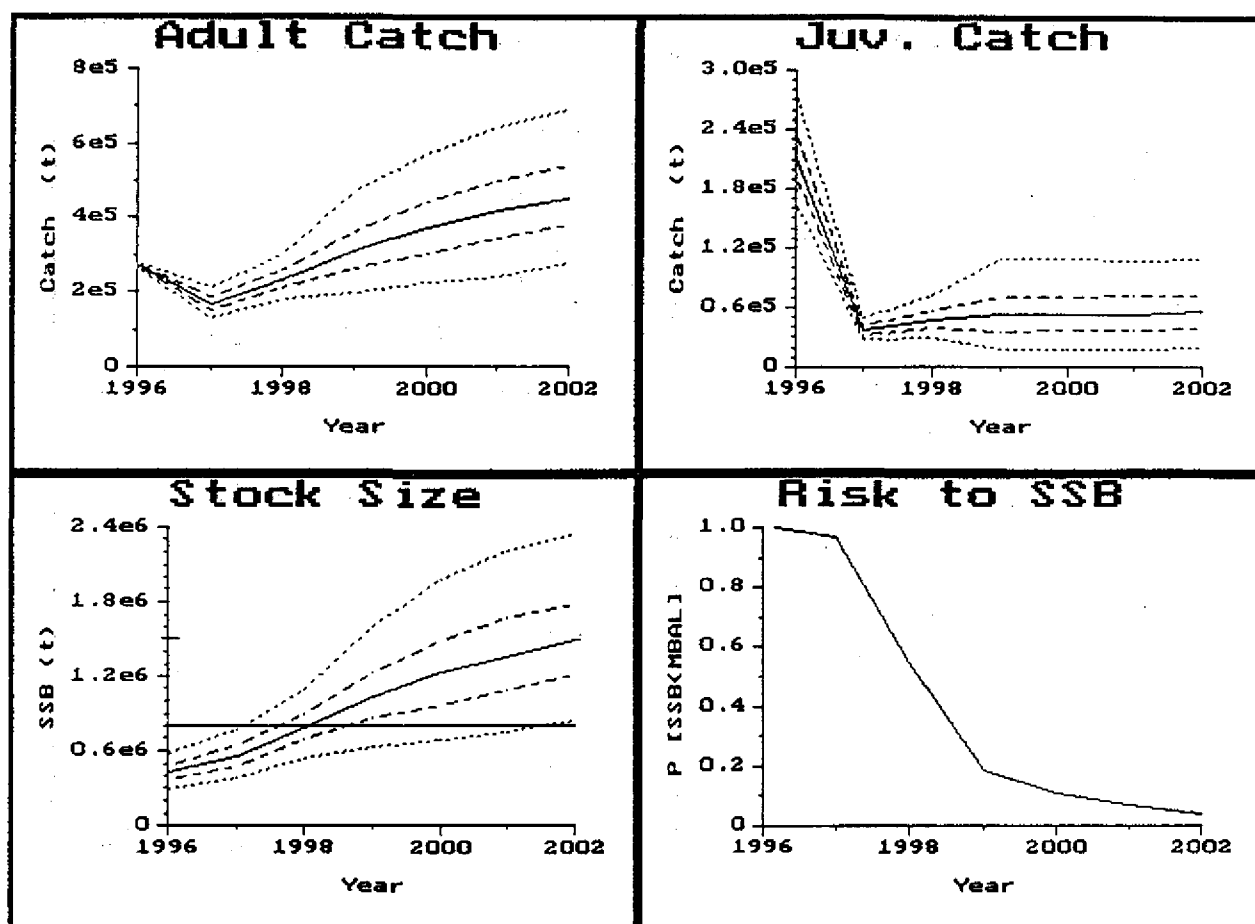 Adult Catch
8e5
6e5
4e5
2e5
0
Catch (t)
1996 1998 2000 2002
Year
Juv. Catch
3.0e5
2.4e5
1.8e5
1.2e5
0.6e5
0
Catch (t)
1996 1998 2000 2002
Year
Stock Size
2.4e6
1.8e6
1.2e6
0.6e6
0
SSB (t)
1996 1998 2000 2002
Year
Risk to SSB
1.0
0.8
0.6
0.4
0.2
0
P [SSB<MBAL]
1996 1998 2000 2002
Year